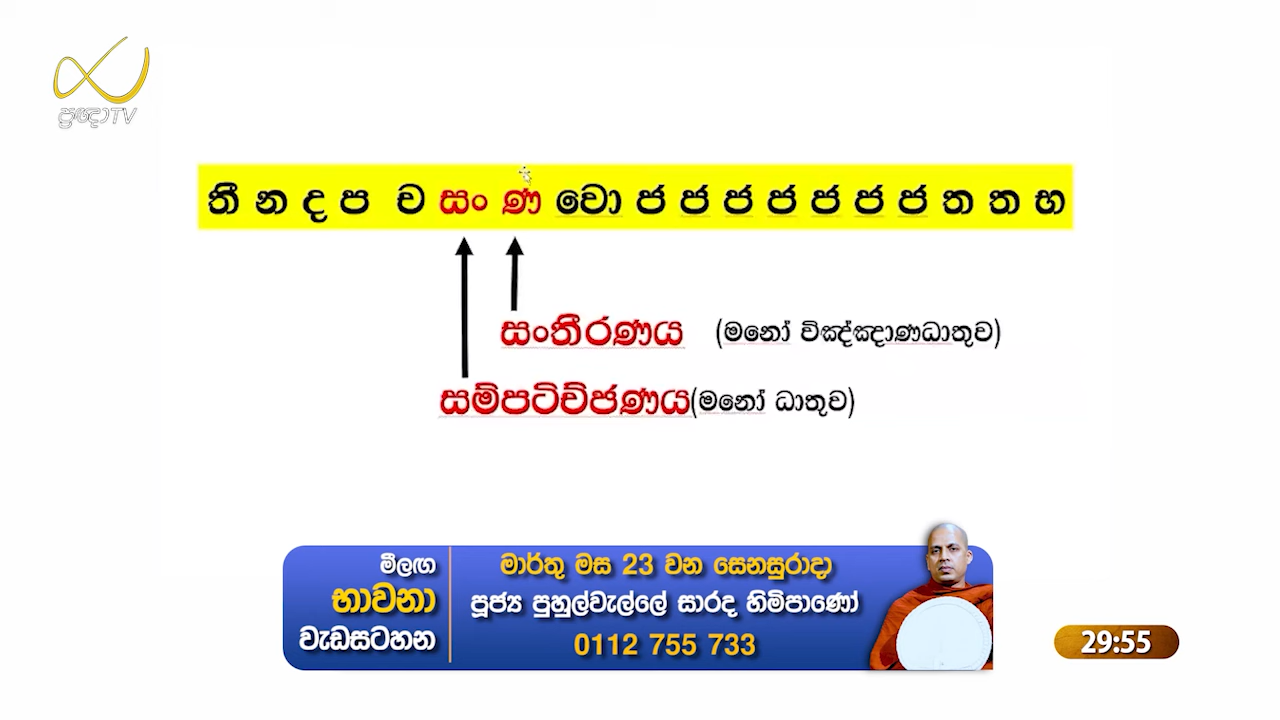 ප්‍රඥාTV
තී න ද ප ච සං ණ වො ජ ජ ජ ජ ජ ජ ජ ත ත භ
සංතීරණය (මනෝ විඤ්ඤාණධාතුව)
සම්පටිච්ඡණය(මනෝ ධාතුව)
මීලඟ
භාවනා
වැඩසටහන
මාර්තු මස 23 වන සෙනසුරාදා
පූජ්‍ය පුහුල්වැල්ලේ සාරද හිමිපාණෝ
0112 755 733
29:55